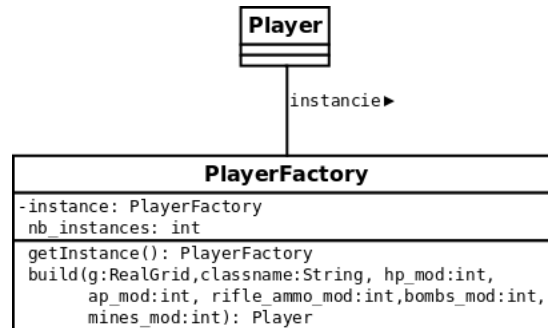 Player
instancie►
PlayerFactory
-instance: PlayerFactory
nb_instances: int
getInstance(): PlayerFactory
build(g:RealGrid,classname:String, hp_mod:int,
ap_mod:int, rifle_ammo_mod:int,bombs_mod:int,
mines_mod:int): Player